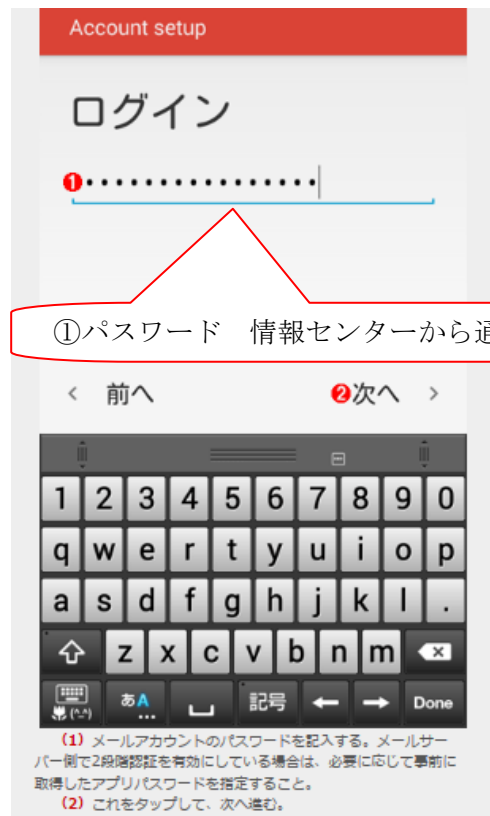 Account setup
ログイン
❶••••••••••••••••
①パスワード　情報センターから通
< 前へ ❷次へ >
1 2 3 4 5 6 7 8 9 0
q w e r t y u i o p
a s d f g h j k l .
z x c v b n m
(^_^) あA... 記号 ← → Done
(1) メールアカウントのパスワードを記入する。メールサー
バー側で2段階認証を有効にしている場合は、必要に応じて事前に
取得したアプリパスワードを指定すること。
(2) これをタップして、次へ進む。